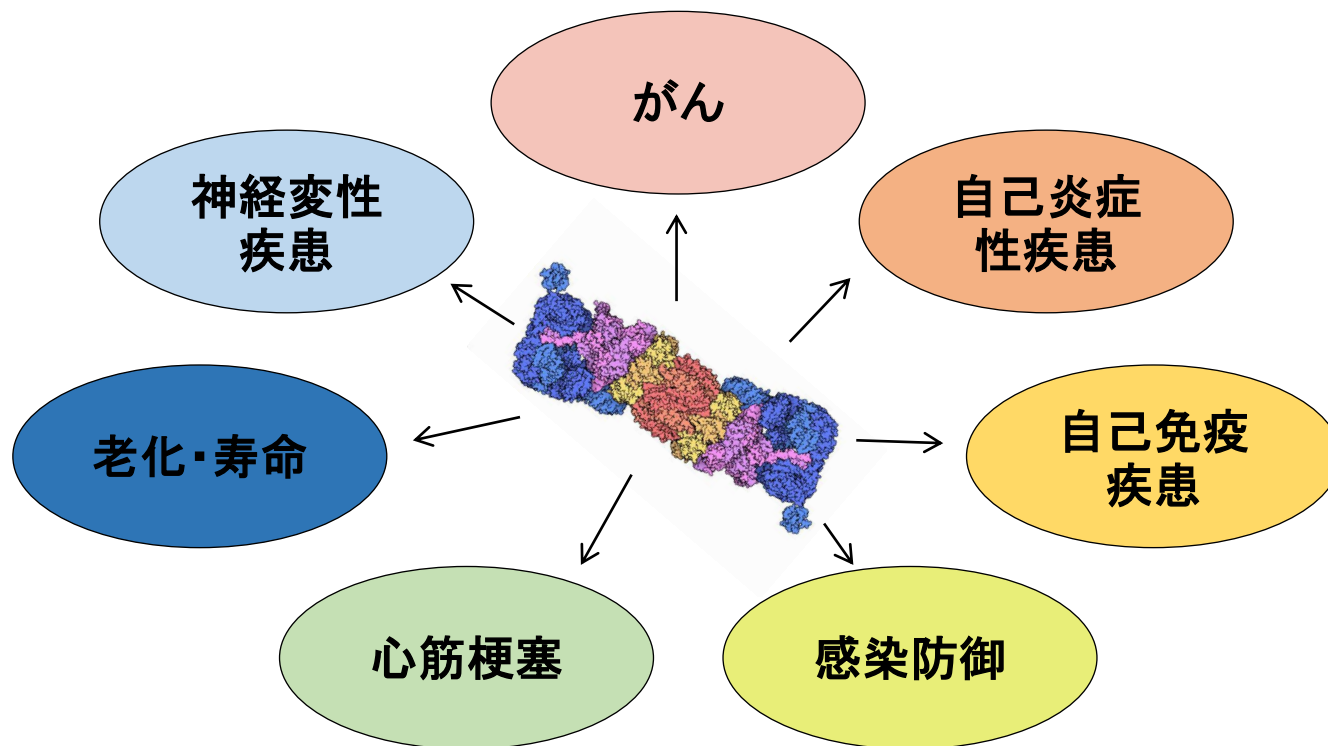 がん
神経変性
疾患
自己炎症
性疾患
老化・寿命
自己免疫
疾患
心筋梗塞
感染防御